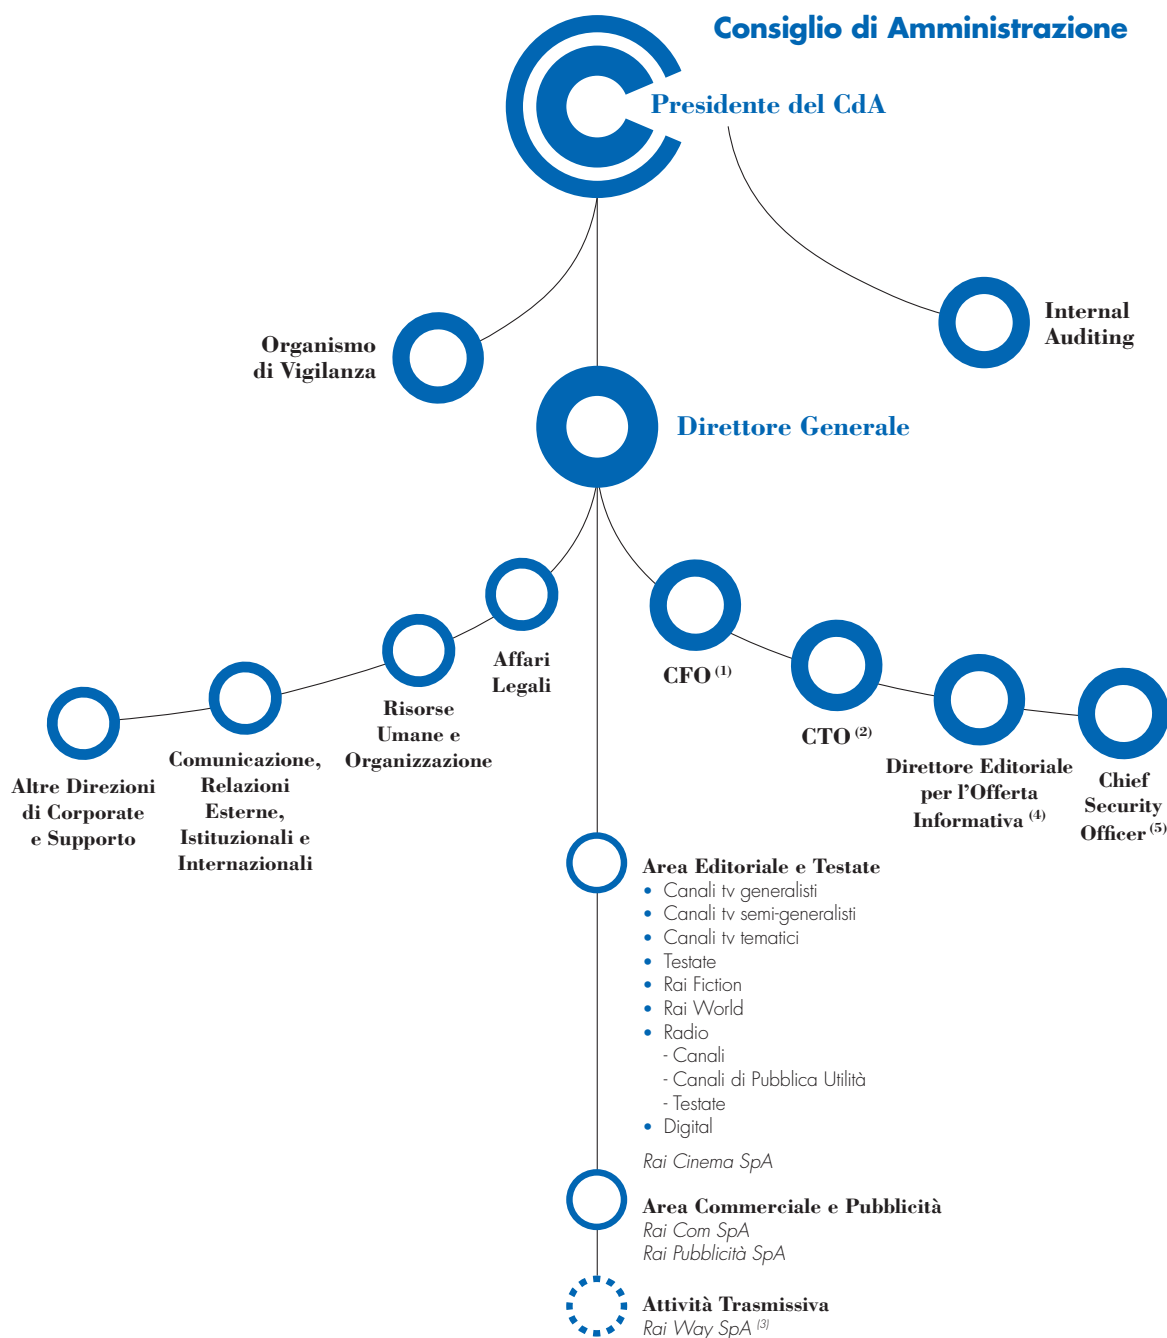 Consiglio di Amministrazione
Presidente del CdA
Organismo
di Vigilanza
Internal
Auditing
Direttore Generale
Affari
Legali
Risorse
Umane e
Organizzazione
Comunicazione,
Relazioni
Esterne,
Istituzionali e
Internazionali
Altre Direzioni
di Corporate
e Supporto
CFO (1)
CTO (2)
Direttore Editoriale
per l'Offerta
Informativa (4)
Chief
Security
Officer (5)
Area Editoriale e Testate
• Canali tv generalisti
• Canali tv semi-generalisti
• Canali tv tematici
• Testate
• Rai Fiction
• Rai World
• Radio
- Canali
- Canali di Pubblica Utilità
- Testate
• Digital
Rai Cinema SpA
Area Commerciale e Pubblicità
Rai Com SpA
Rai Pubblicità SpA
Attività Trasmissiva
Rai Way SpA (3)